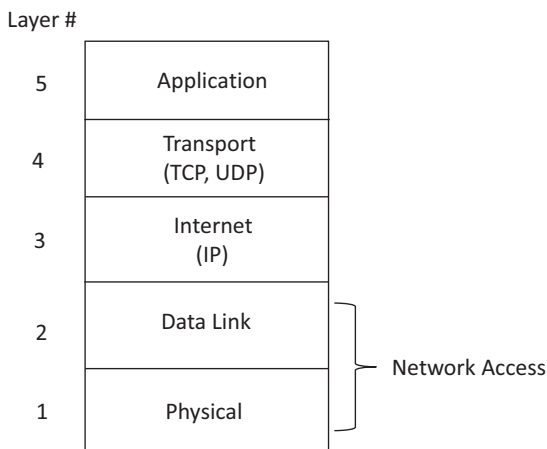 Layer #
5
Application
4
Transport
(TCP, UDP)
3
Internet
(IP)
2
Data Link
Network Access
1
Physical